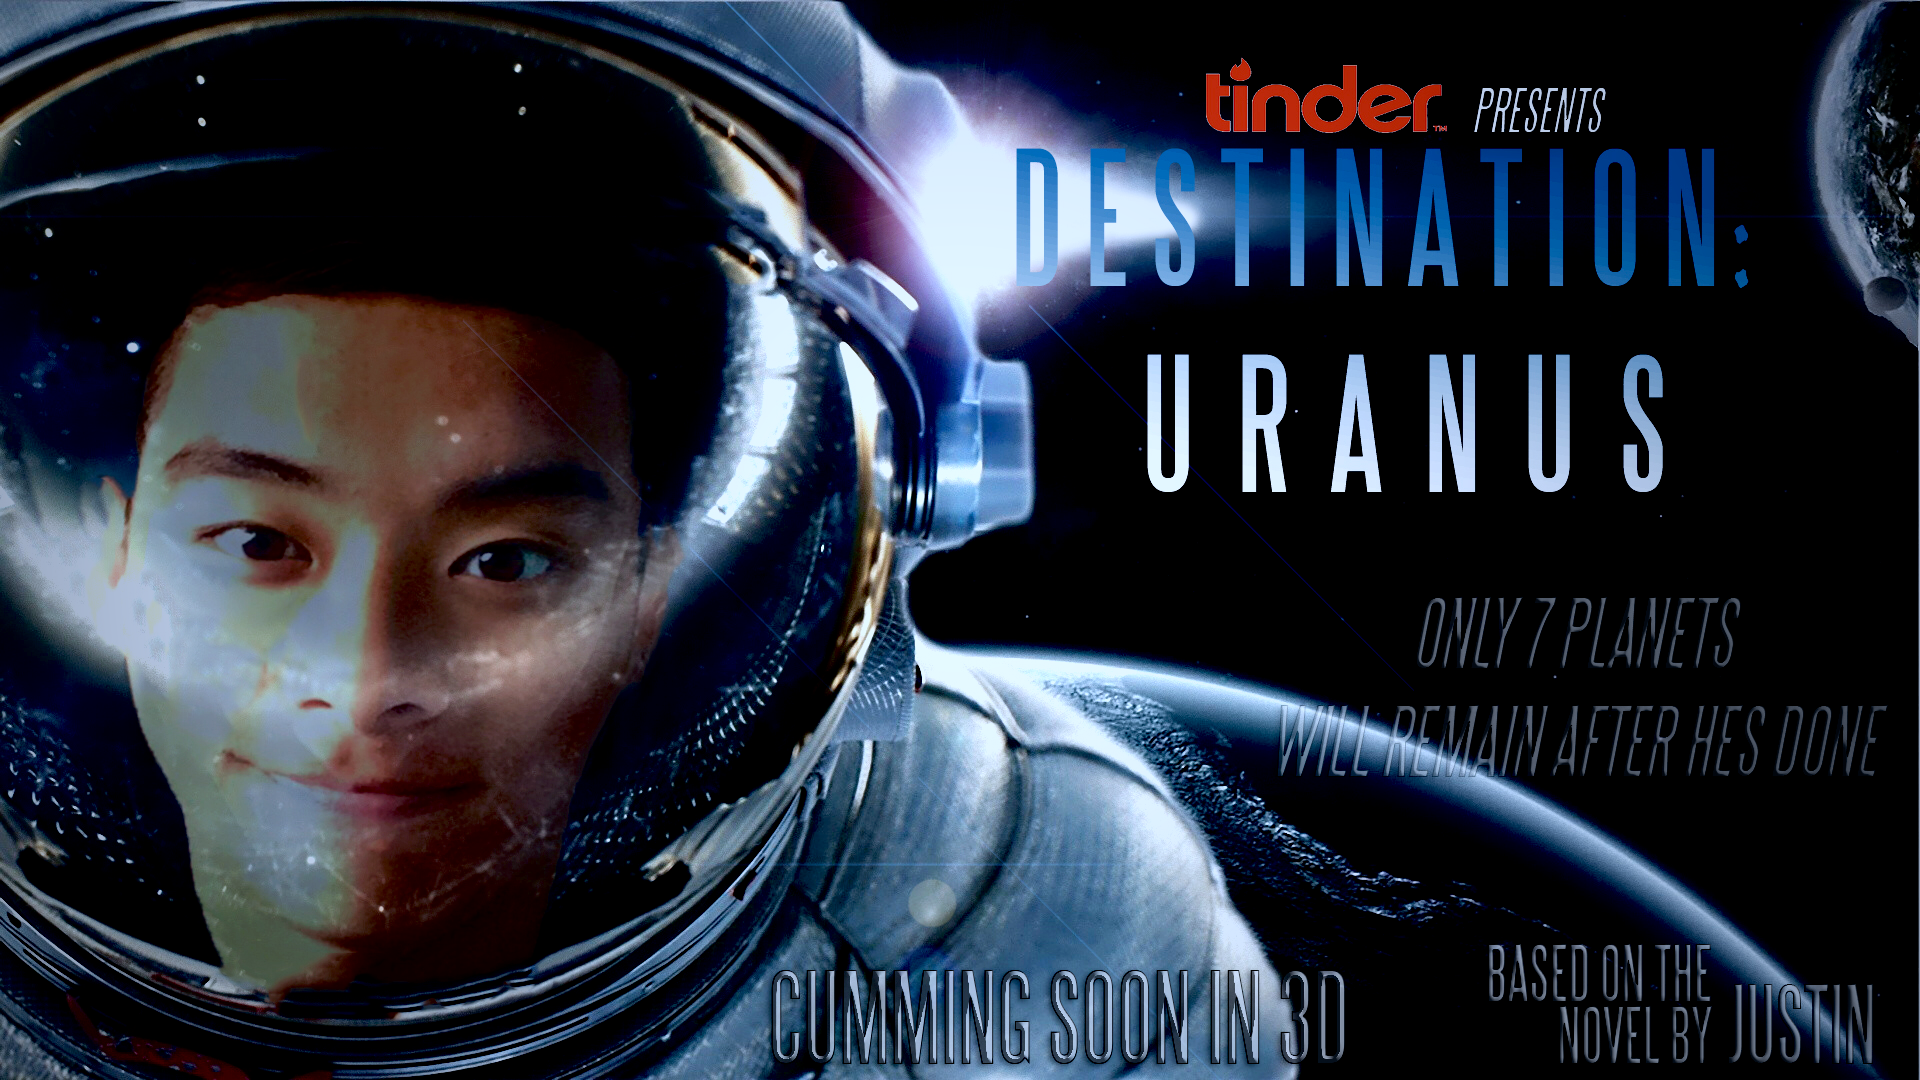 tinder™ PRESENTS
DESTINATION:
URANUS
ONLY 7 PLANETS
WILL REMAIN AFTER HES DONE
CUMMING SOON IN 3D
BASED ON THE
NOVEL BY JUSTIN